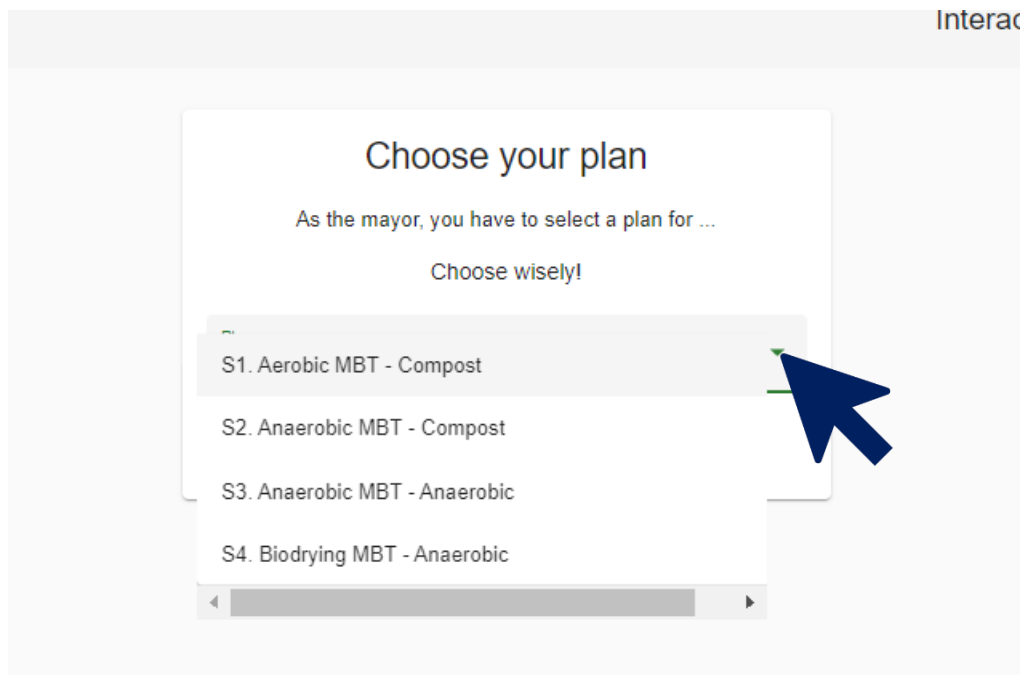 Choose your plan
As the mayor, you have to select a plan for ...
Choose wisely!
S1. Aerobic MBT - Compost
S2. Anaerobic MBT - Compost
S3. Anaerobic MBT - Anaerobic
S4. Biodrying MBT - Anaerobic